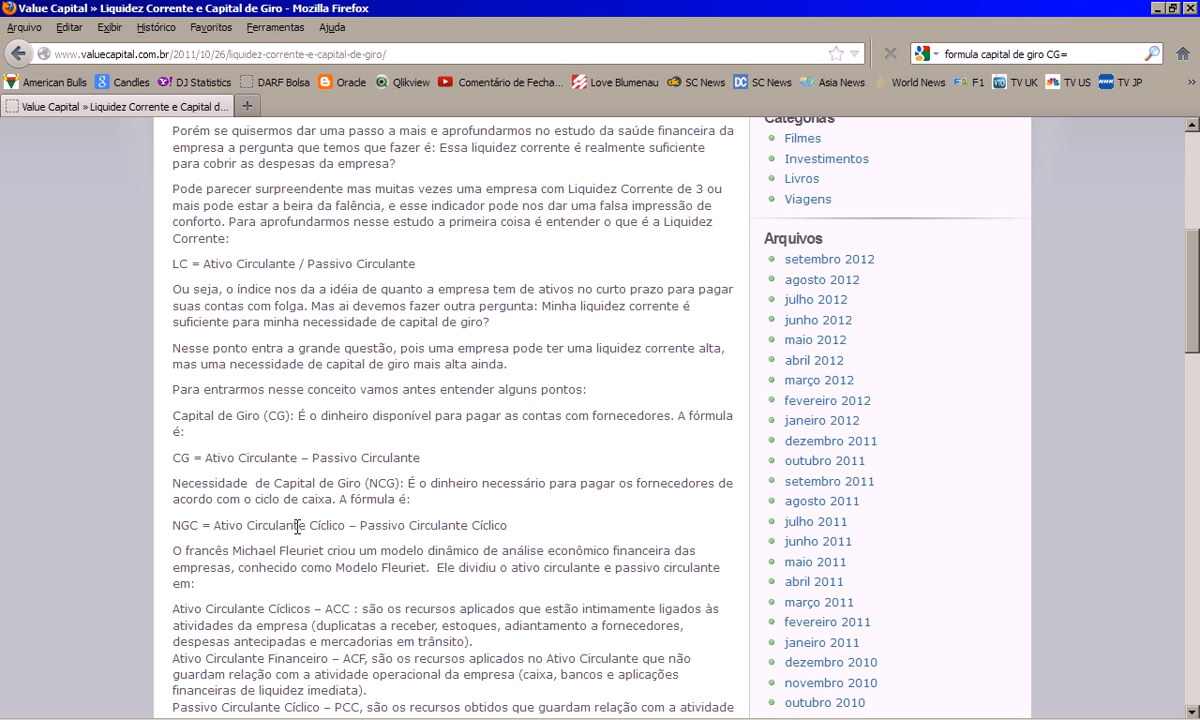 Value Capital » Liquidez Corrente e Capital de Giro - Mozilla Firefox
Arquivo Editar Exibir Histórico Favoritos Ferramentas Ajuda
www.valuecapital.com.br/2011/10/26/liquidez-corrente-e-capital-de-giro/
formula capital de giro CG=
American Bulls Candles DJ Statistics DARF Bolsa Oracle Qlikview Comentário de Fecha... Love Blumenau SC News SC News Asia News World News F1 TV UK TV US TV JP »
Value Capital » Liquidez Corrente e Capital d... +
Porém se quisermos dar uma passo a mais e aprofundarmos no estudo da saúde financeira da
empresa a pergunta que temos que fazer é: Essa liquidez corrente é realmente suficiente
para cobrir as despesas da empresa?
Pode parecer surpreendente mas muitas vezes uma empresa com Liquidez Corrente de 3 ou
mais pode estar a beira da falência, e esse indicador pode nos dar uma falsa impressão de
conforto. Para aprofundarmos nesse estudo a primeira coisa é entender o que é a Liquidez
Corrente:
LC = Ativo Circulante / Passivo Circulante
Ou seja, o índice nos da a idéia de quanto a empresa tem de ativos no curto prazo para pagar
suas contas com folga. Mas ai devemos fazer outra pergunta: Minha liquidez corrente é
suficiente para minha necessidade de capital de giro?
Nesse ponto entra a grande questão, pois uma empresa pode ter uma liquidez corrente alta,
mas uma necessidade de capital de giro mais alta ainda.
Para entrarmos nesse conceito vamos antes entender alguns pontos:
Capital de Giro (CG): É o dinheiro disponível para pagar as contas com fornecedores. A fórmula
é:
CG = Ativo Circulante – Passivo Circulante
Necessidade de Capital de Giro (NCG): É o dinheiro necessário para pagar os fornecedores de
acordo com o ciclo de caixa. A fórmula é:
NGC = Ativo Circulante Cíclico – Passivo Circulante Cíclico
O francês Michael Fleuriet criou um modelo dinâmico de análise econômico financeira das
empresas, conhecido como Modelo Fleuriet. Ele dividiu o ativo circulante e passivo circulante
em:
Ativo Circulante Cíclicos – ACC : são os recursos aplicados que estão intimamente ligados às
atividades da empresa (duplicatas a receber, estoques, adiantamento a fornecedores,
despesas antecipadas e mercadorias em trânsito).
Ativo Circulante Financeiro – ACF, são os recursos aplicados no Ativo Circulante que não
guardam relação com a atividade operacional da empresa (caixa, bancos e aplicações
financeiras de liquidez imediata).
Passivo Circulante Cíclico – PCC, são os recursos obtidos que guardam relação com a atividade
Categorias
Filmes
Investimentos
Livros
Viagens
Arquivos
setembro 2012
agosto 2012
julho 2012
junho 2012
maio 2012
abril 2012
março 2012
fevereiro 2012
janeiro 2012
dezembro 2011
outubro 2011
setembro 2011
agosto 2011
julho 2011
junho 2011
maio 2011
abril 2011
março 2011
fevereiro 2011
janeiro 2011
dezembro 2010
novembro 2010
outubro 2010